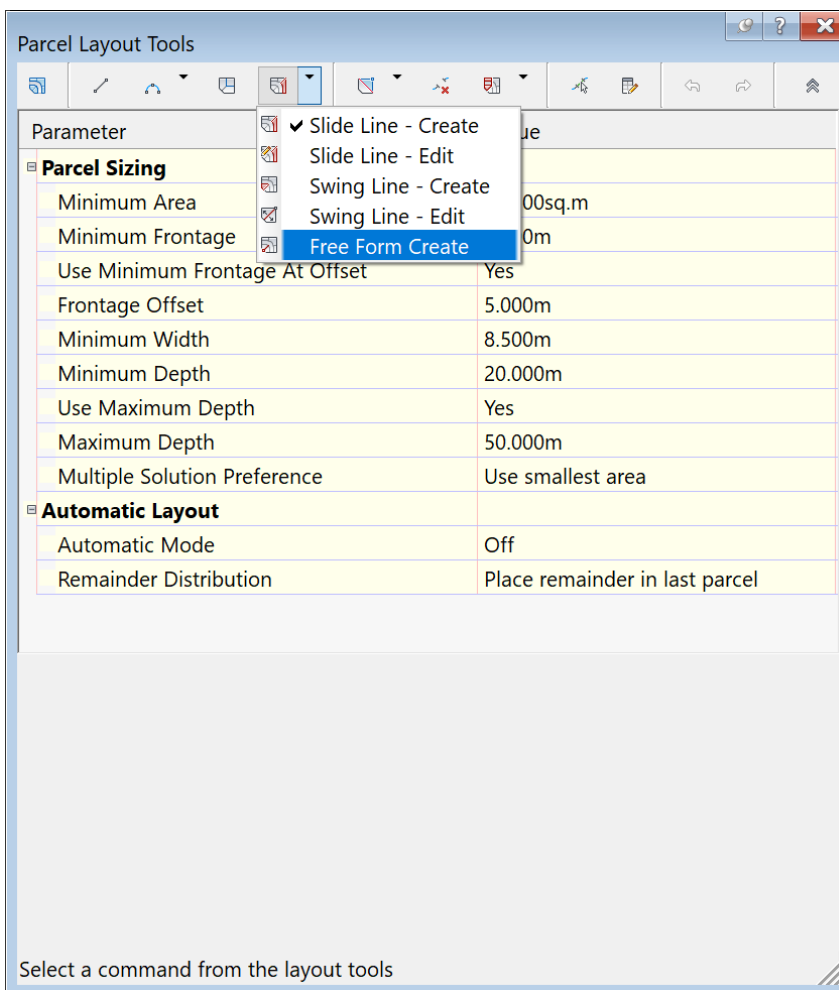 Parcel Layout Tools
Parameter
Slide Line - Create
Slide Line - Edit
Swing Line - Create
Swing Line - Edit
Free Form Create
Parcel Sizing
Minimum Area 00sq.m
Minimum Frontage 0m
Use Minimum Frontage At Offset Yes
Frontage Offset 5.000m
Minimum Width 8.500m
Minimum Depth 20.000m
Use Maximum Depth Yes
Maximum Depth 50.000m
Multiple Solution Preference Use smallest area
Automatic Layout
Automatic Mode Off
Remainder Distribution Place remainder in last parcel
Select a command from the layout tools